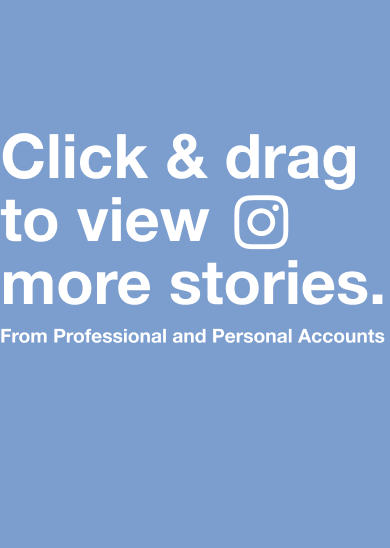 Click & drag
to view
more stories.
From Professional and Personal Accounts